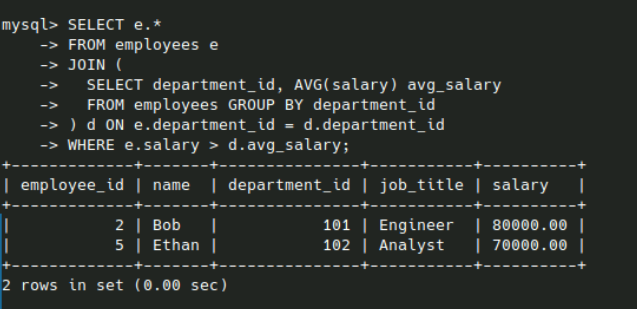 mysql> SELECT e.*
    -> FROM employees e
    -> JOIN (
    ->   SELECT department_id, AVG(salary) avg_salary
    ->   FROM employees GROUP BY department_id
    -> ) d ON e.department_id = d.department_id
    -> WHERE e.salary > d.avg_salary;
+-------------+-------+---------------+-----------+----------+
| employee_id | name  | department_id | job_title | salary   |
+-------------+-------+---------------+-----------+----------+
|           2 | Bob   |           101 | Engineer  | 80000.00 |
|           5 | Ethan |           102 | Analyst   | 70000.00 |
+-------------+-------+---------------+-----------+----------+
2 rows in set (0.00 sec)